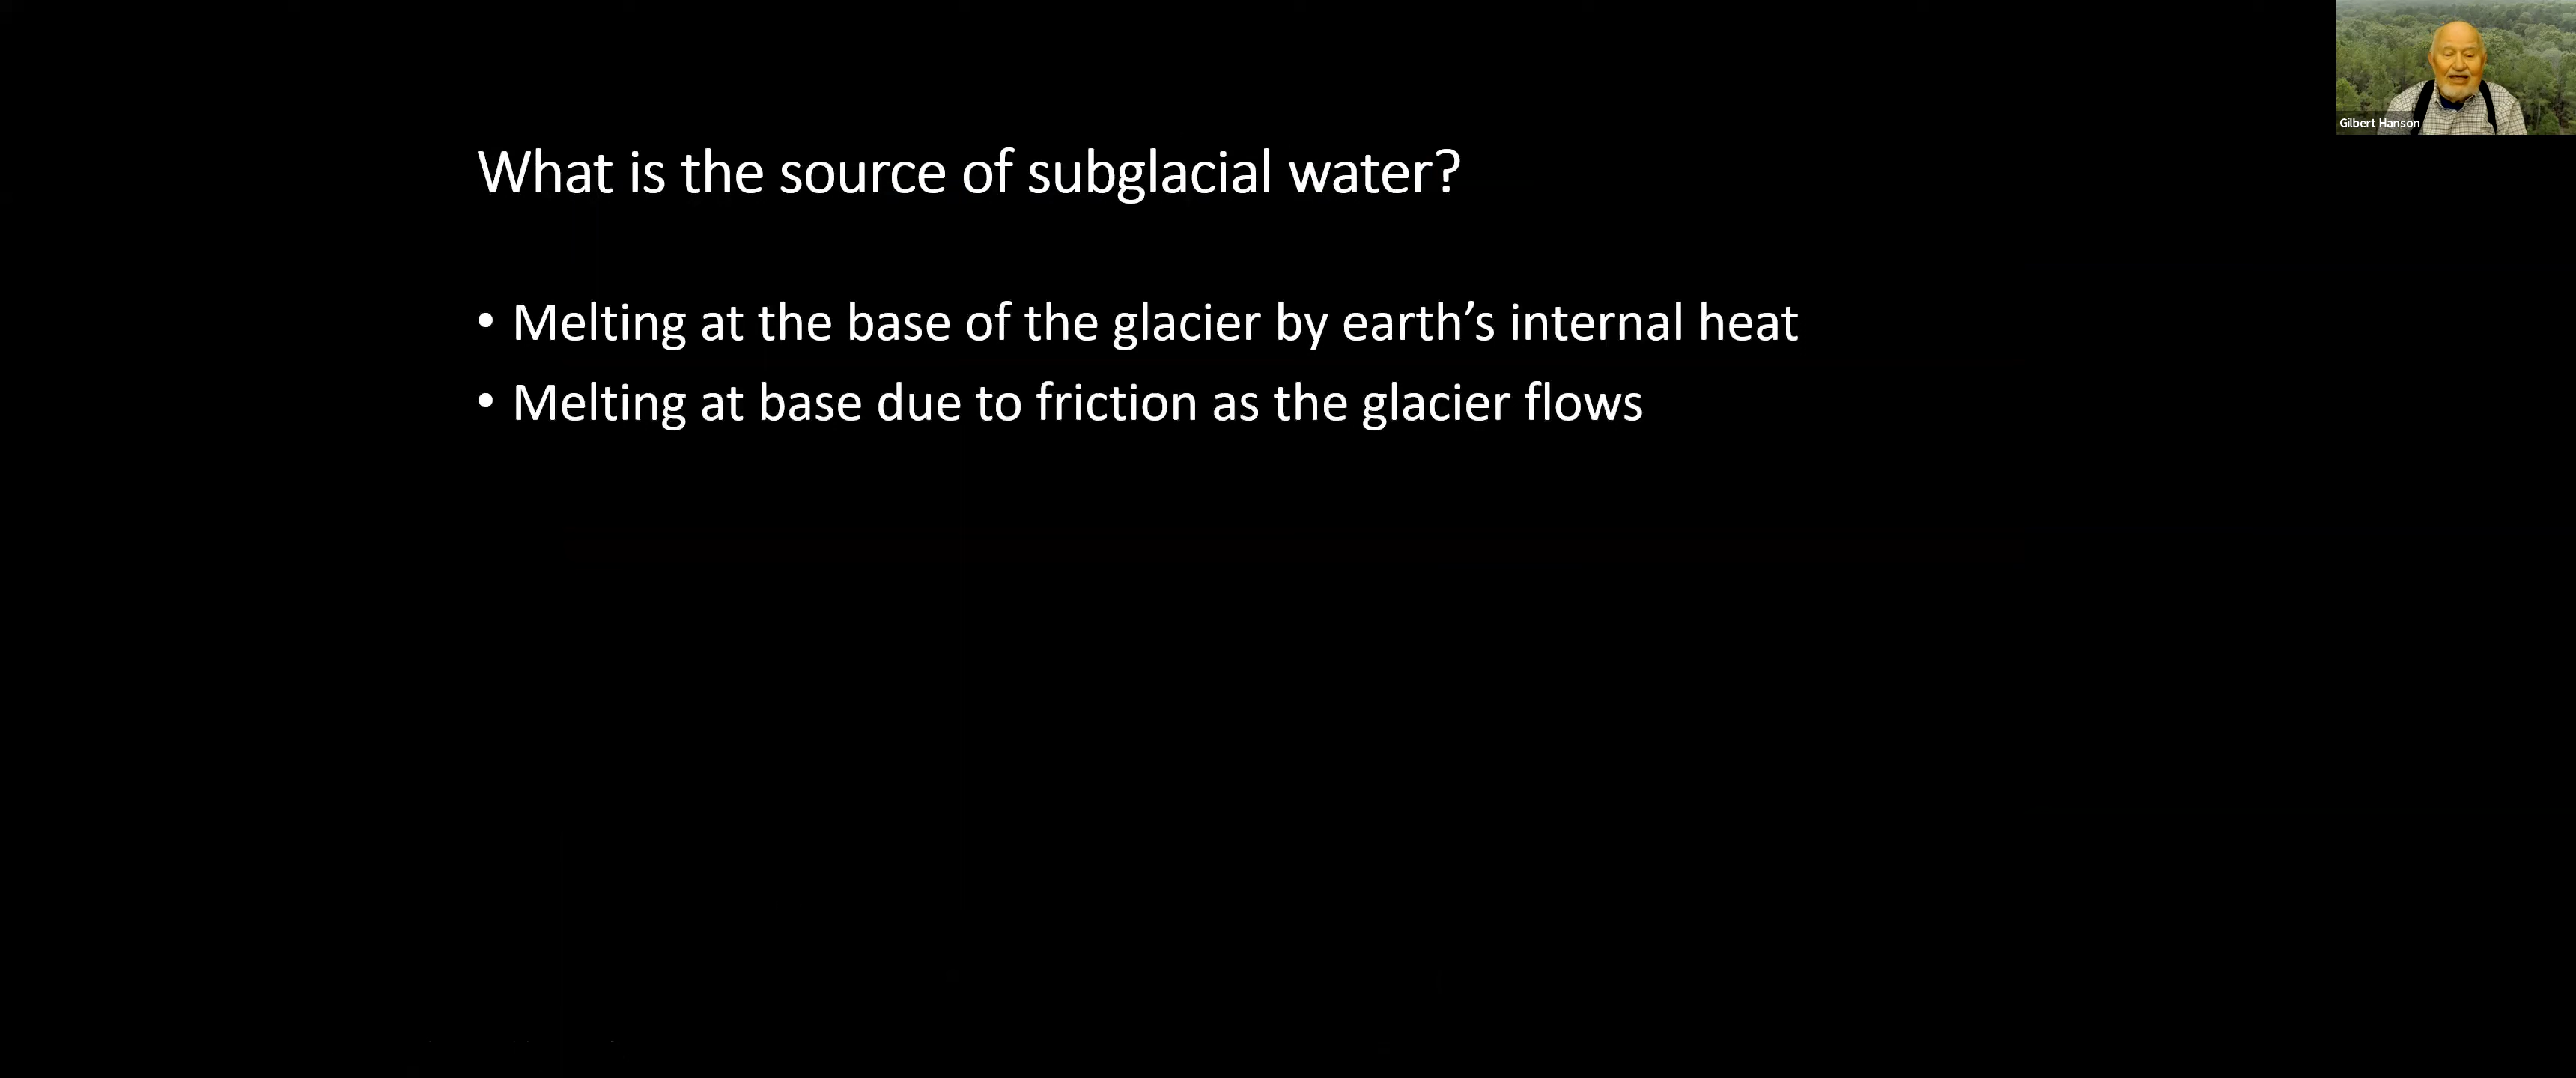 What is the source of subglacial water?
• Melting at the base of the glacier by earth’s internal heat
• Melting at base due to friction as the glacier flows
Gilbert Hanson